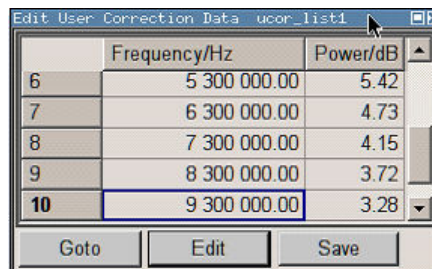 Edit User Correction Data ucor_list1
Frequency/Hz Power/dB
6 5 300 000.00 5.42
7 6 300 000.00 4.73
8 7 300 000.00 4.15
9 8 300 000.00 3.72
10 9 300 000.00 3.28
Goto Edit Save